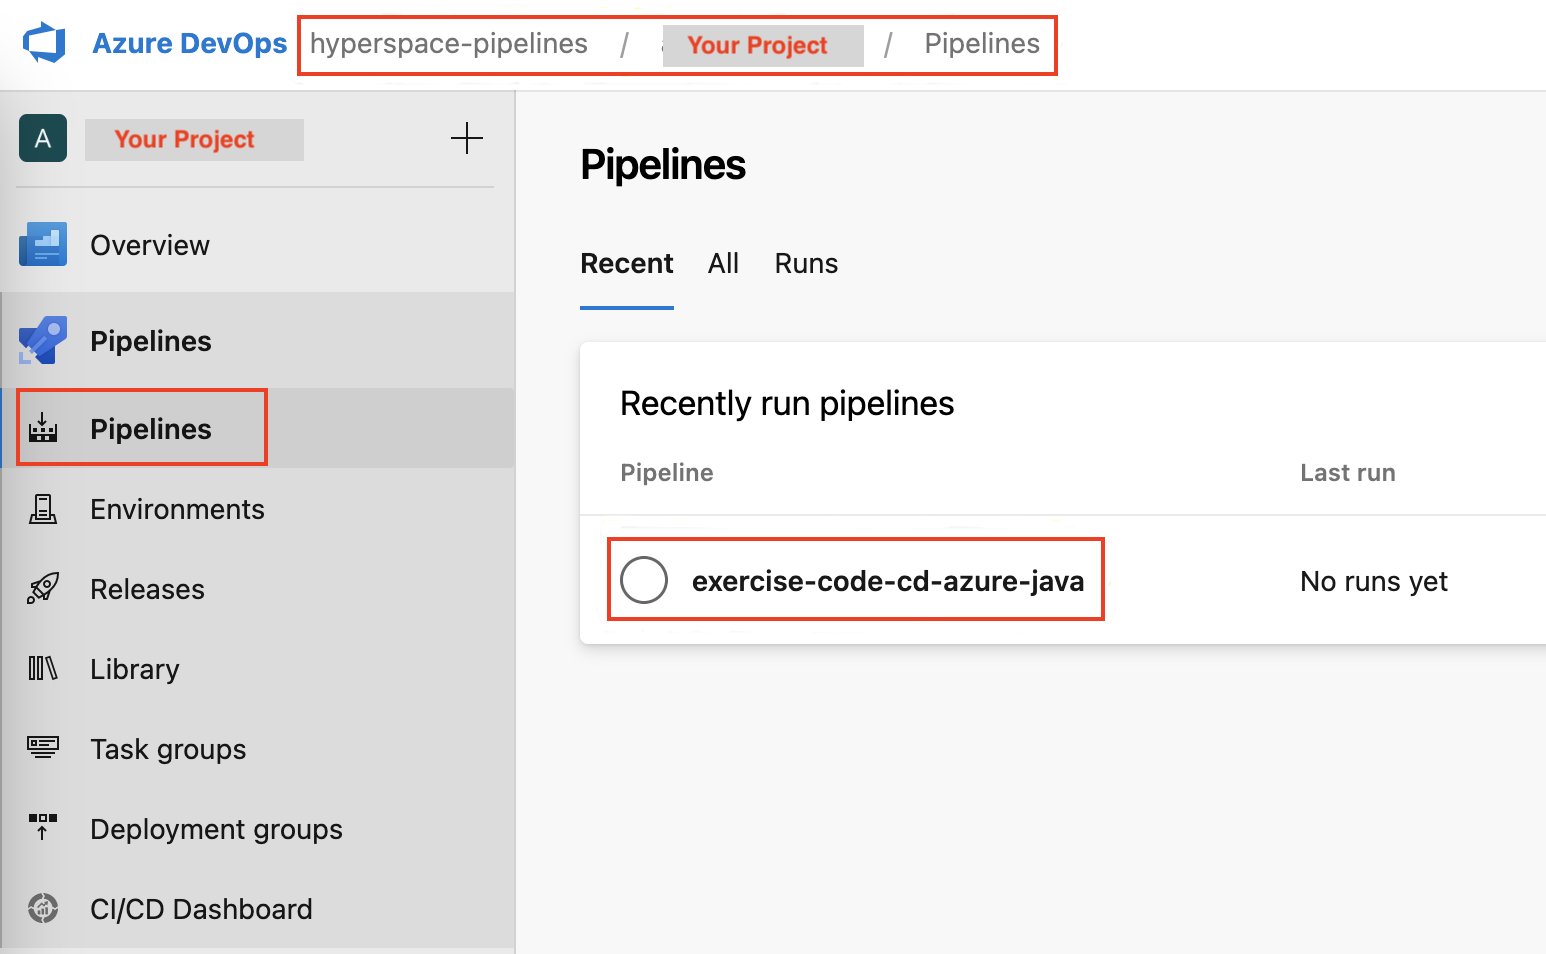 Azure DevOps hyperspace-pipelines / Your Project / Pipelines
A Your Project
Overview
Pipelines
Pipelines
Environments
Releases
Library
Task groups
Deployment groups
CI/CD Dashboard
Pipelines
Recent All Runs
Recently run pipelines
Pipeline Last run
exercise-code-cd-azure-java No runs yet